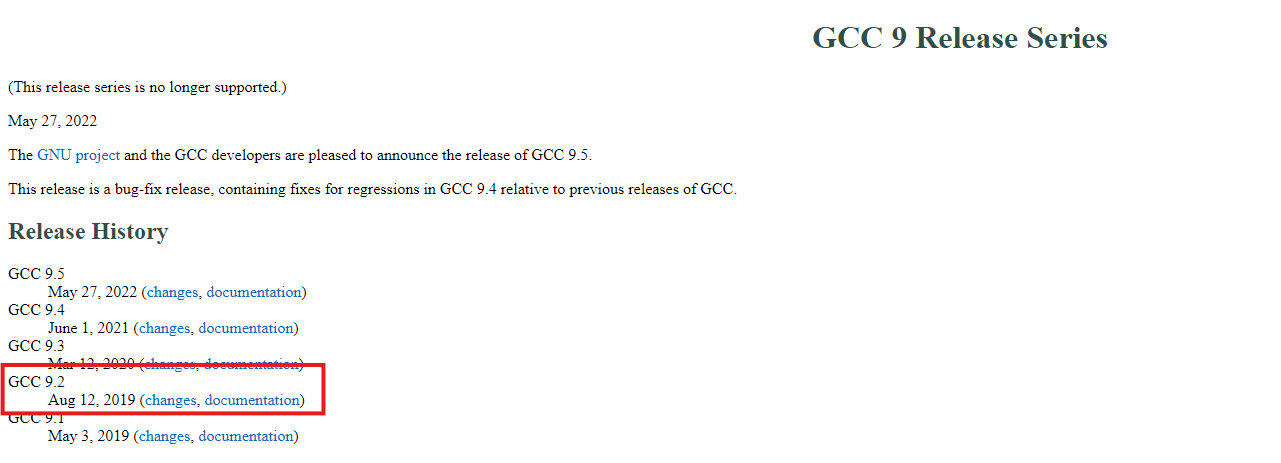 GCC 9 Release Series
(This release series is no longer supported.)
May 27, 2022
The GNU project and the GCC developers are pleased to announce the release of GCC 9.5.
This release is a bug-fix release, containing fixes for regressions in GCC 9.4 relative to previous releases of GCC.
Release History
GCC 9.5
May 27, 2022 (changes, documentation)
GCC 9.4
June 1, 2021 (changes, documentation)
GCC 9.3
Mar 12, 2020 (changes, documentation)
GCC 9.2
Aug 12, 2019 (changes, documentation)
GCC 9.1
May 3, 2019 (changes, documentation)